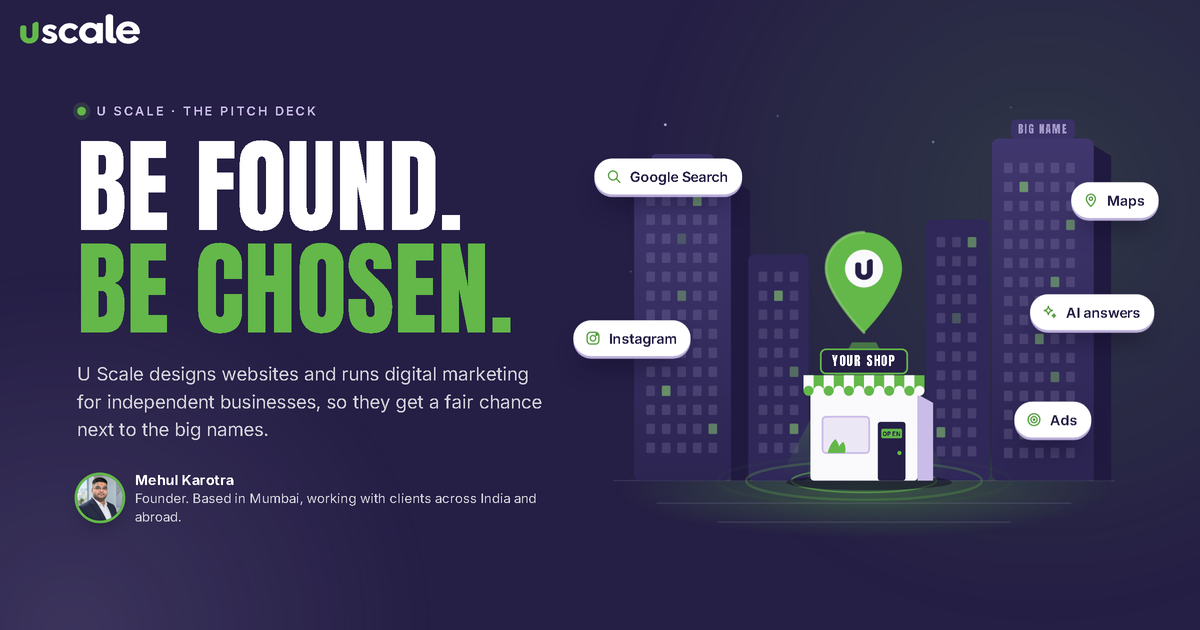 uscale
U SCALE · THE PITCH DECK
BE FOUND.
BE CHOSEN.
U Scale designs websites and runs digital marketing
for independent businesses, so they get a fair chance
next to the big names.
Mehul Karotra
Founder. Based in Mumbai, working with clients across India and
abroad.
BIG NAME
Google Search
Maps
U
AI answers
Instagram
YOUR SHOP
Ads
OPEN